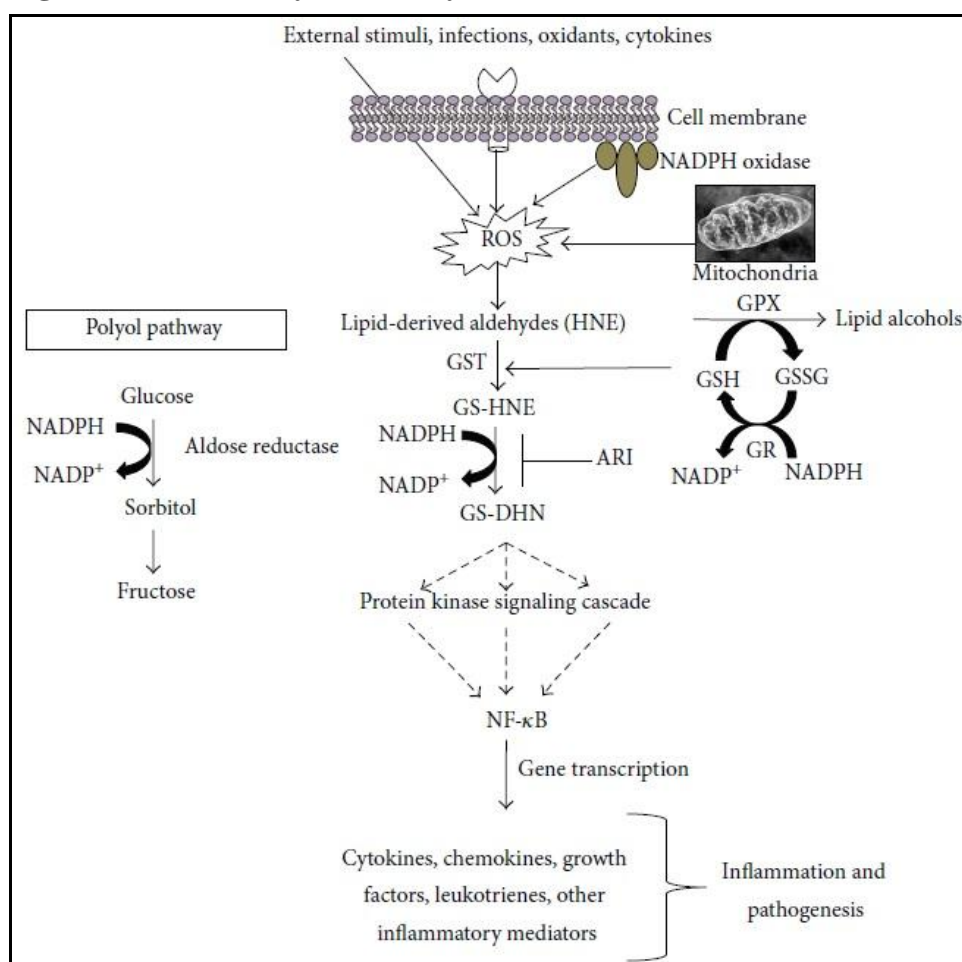 External stimuli, infections, oxidants, cytokines
Cell membrane
NADPH oxidase
ROS
Mitochondria
Polyol pathway
Lipid-derived aldehydes (HNE)
GPX
Lipid alcohols
GST
GSH
GSSG
Glucose
GS-HNE
NADPH
Aldose reductase
NADPH
ARI
GR
NADP⁺
NADP⁺
NADP⁺
NADPH
Sorbitol
GS-DHN
Fructose
Protein kinase signaling cascade
NF-κB
Gene transcription
Cytokines, chemokines, growth
factors, leukotrienes, other
inflammatory mediators
Inflammation and
pathogenesis